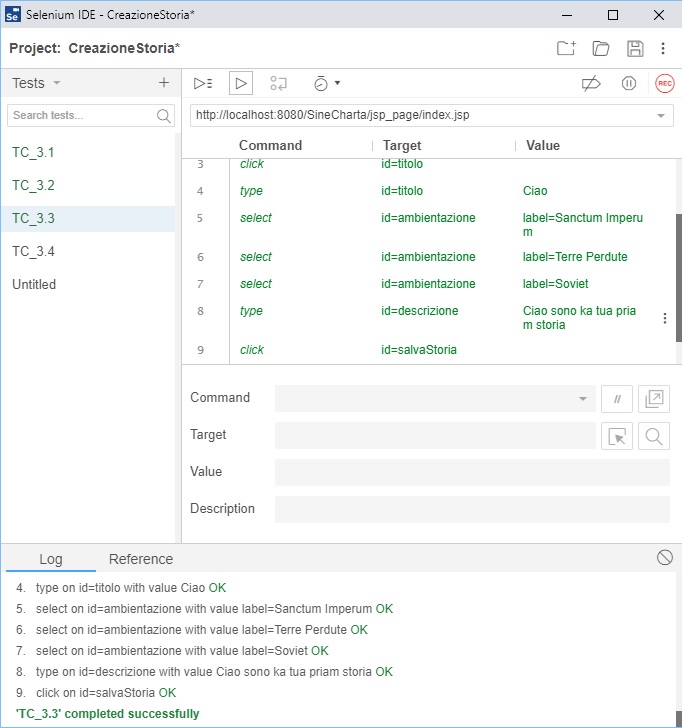 Se Selenium IDE - CreazioneStoria*
Project: CreazioneStoria*
Tests
REC
Search tests...
http://localhost:8080/SineCharta/jsp_page/index.jsp
Command Target Value
TC_3.1
TC_3.2
TC_3.3
TC_3.4
Untitled
3 click id=titolo
4 type id=titolo Ciao
5 select id=ambientazione label=Sanctum Imperu
m
6 select id=ambientazione label=Terre Perdute
7 select id=ambientazione label=Soviet
8 type id=descrizione Ciao sono ka tua pria
m storia
9 click id=salvaStoria
Command //
Target
Value
Description
Log Reference
4. type on id=titolo with value Ciao OK
5. select on id=ambientazione with value label=Sanctum Imperum OK
6. select on id=ambientazione with value label=Terre Perdute OK
7. select on id=ambientazione with value label=Soviet OK
8. type on id=descrizione with value Ciao sono ka tua priam storia OK
9. click on id=salvaStoria OK
'TC_3.3' completed successfully